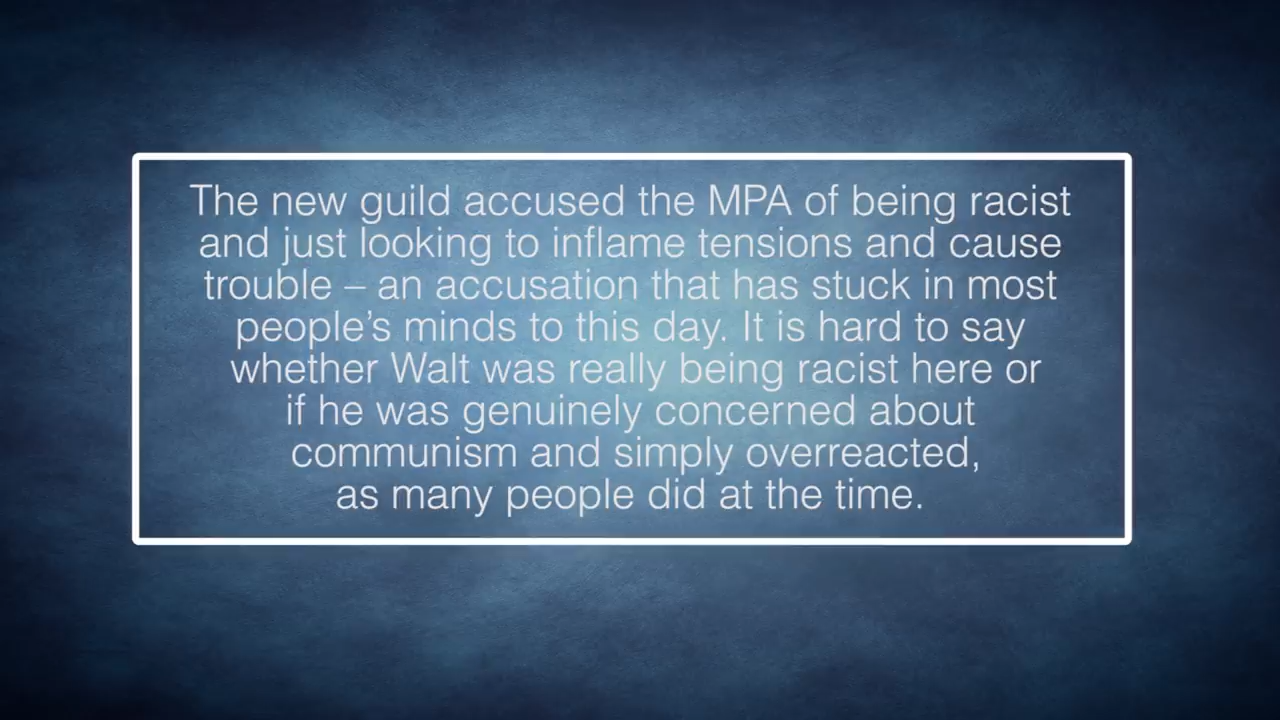 The new guild accused the MPA of being racist
and just looking to inflame tensions and cause
trouble – an accusation that has stuck in most
people’s minds to this day. It is hard to say
whether Walt was really being racist here or
if he was genuinely concerned about
communism and simply overreacted,
as many people did at the time.